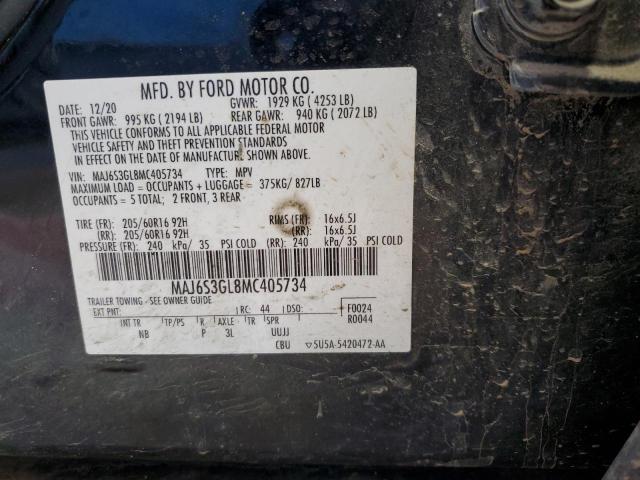 MFD. BY FORD MOTOR CO.
DATE: 12/20 GVWR: 1929 KG ( 4253 LB)
FRONT GAWR: 995 KG ( 2194 LB) REAR GAWR: 940 KG ( 2072 LB)
THIS VEHICLE CONFORMS TO ALL APPLICABLE FEDERAL MOTOR
VEHICLE SAFETY AND THEFT PREVENTION STANDARDS
IN EFFECT ON THE DATE OF MANUFACTURE SHOWN ABOVE.
VIN: MAJ6S3GL8MC405734 TYPE: MPV
MAXIMUM LOAD = OCCUPANTS + LUGGAGE = 375KG/ 827LB
OCCUPANTS = 5 TOTAL; 2 FRONT, 3 REAR
TIRE (FR): 205/60R16 92H RIMS (FR): 16x6.5J
(RR): 205/60R16 92H (RR): 16x6.5J
PRESSURE (FR): 240 kPa/ 35 PSI COLD (RR): 240 kPa/ 35 PSI COLD
MAJ6S3GL8MC405734
TRAILER TOWING - SEE OWNER GUIDE
EXT PNT: RC: 44 DSO: F0024
R0044
INT TR TP/PS R AXLE TR SPR
NB P 3L UUJJ
CBU SU5A-5420472-AA